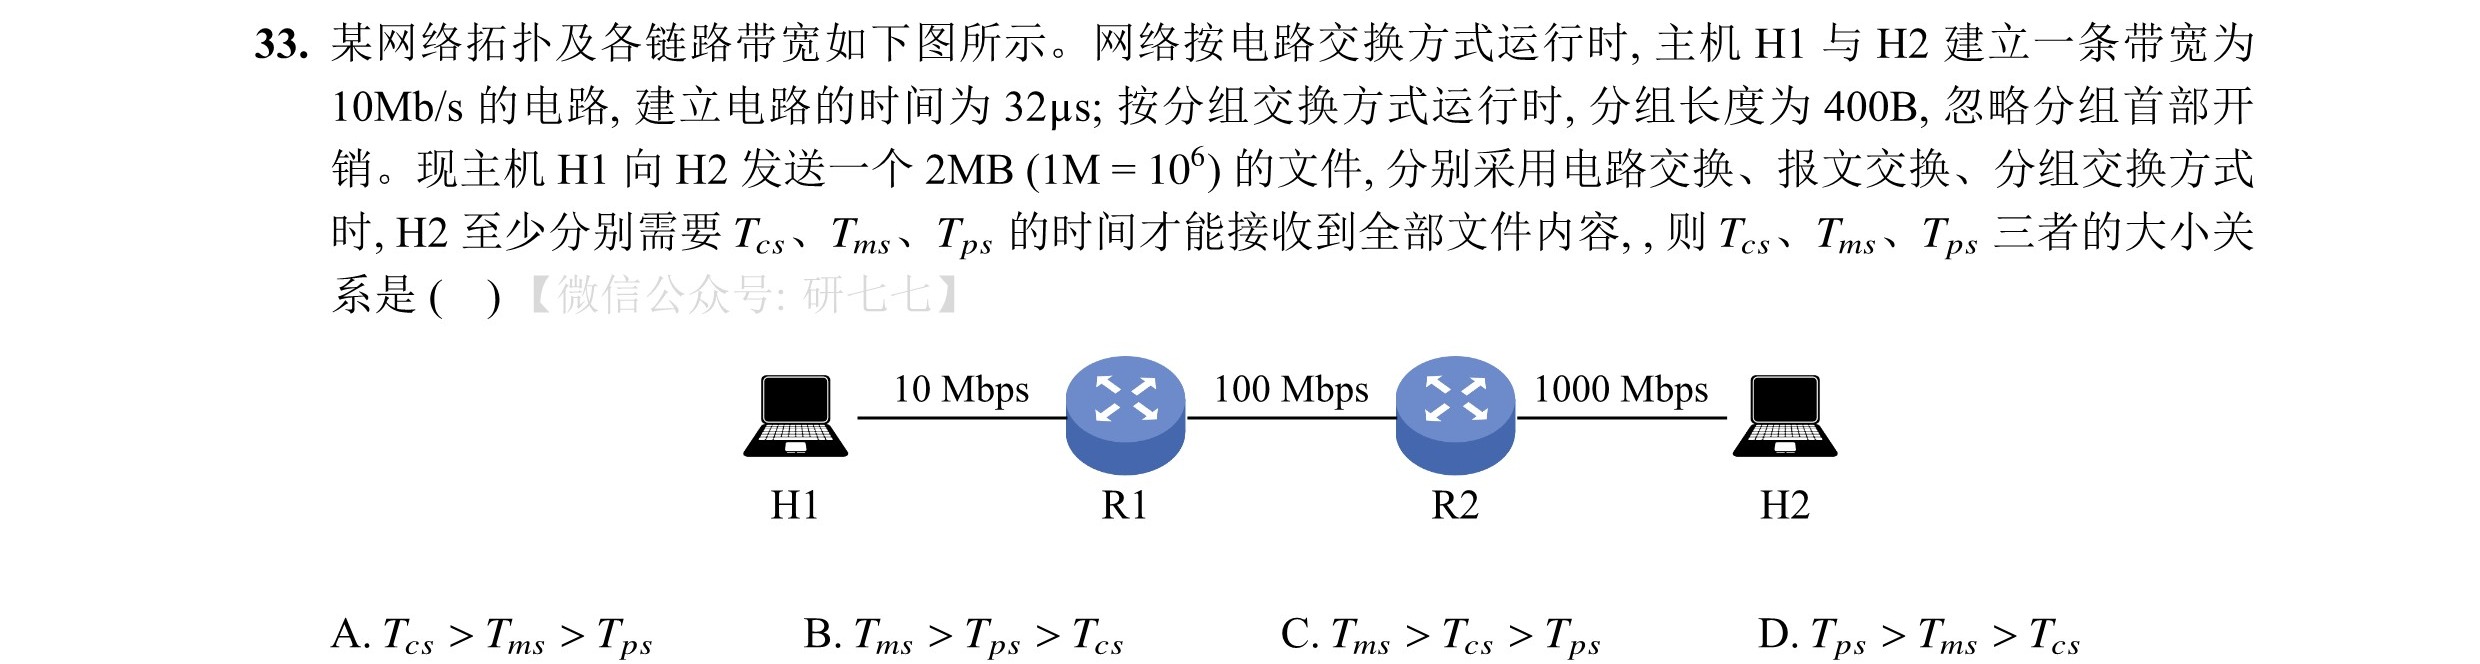 33. 某网络拓扑及各链路带宽如下图所示。网络按电路交换方式运行时, 主机 H1 与 H2 建立一条带宽为
10Mb/s 的电路, 建立电路的时间为 32μs; 按分组交换方式运行时, 分组长度为 400B, 忽略分组首部开
销。现主机 H1 向 H2 发送一个 2MB (1M = 10⁶) 的文件, 分别采用电路交换、报文交换、分组交换方式
时, H2 至少分别需要 Tcs、Tms、Tps 的时间才能接收到全部文件内容, , 则 Tcs、Tms、Tps 三者的大小关
系是 ( ) 【微信公众号: 研七七】
10 Mbps 100 Mbps 1000 Mbps
H1 R1 R2 H2
A. Tcs > Tms > Tps B. Tms > Tps > Tcs C. Tms > Tcs > Tps D. Tps > Tms > Tcs